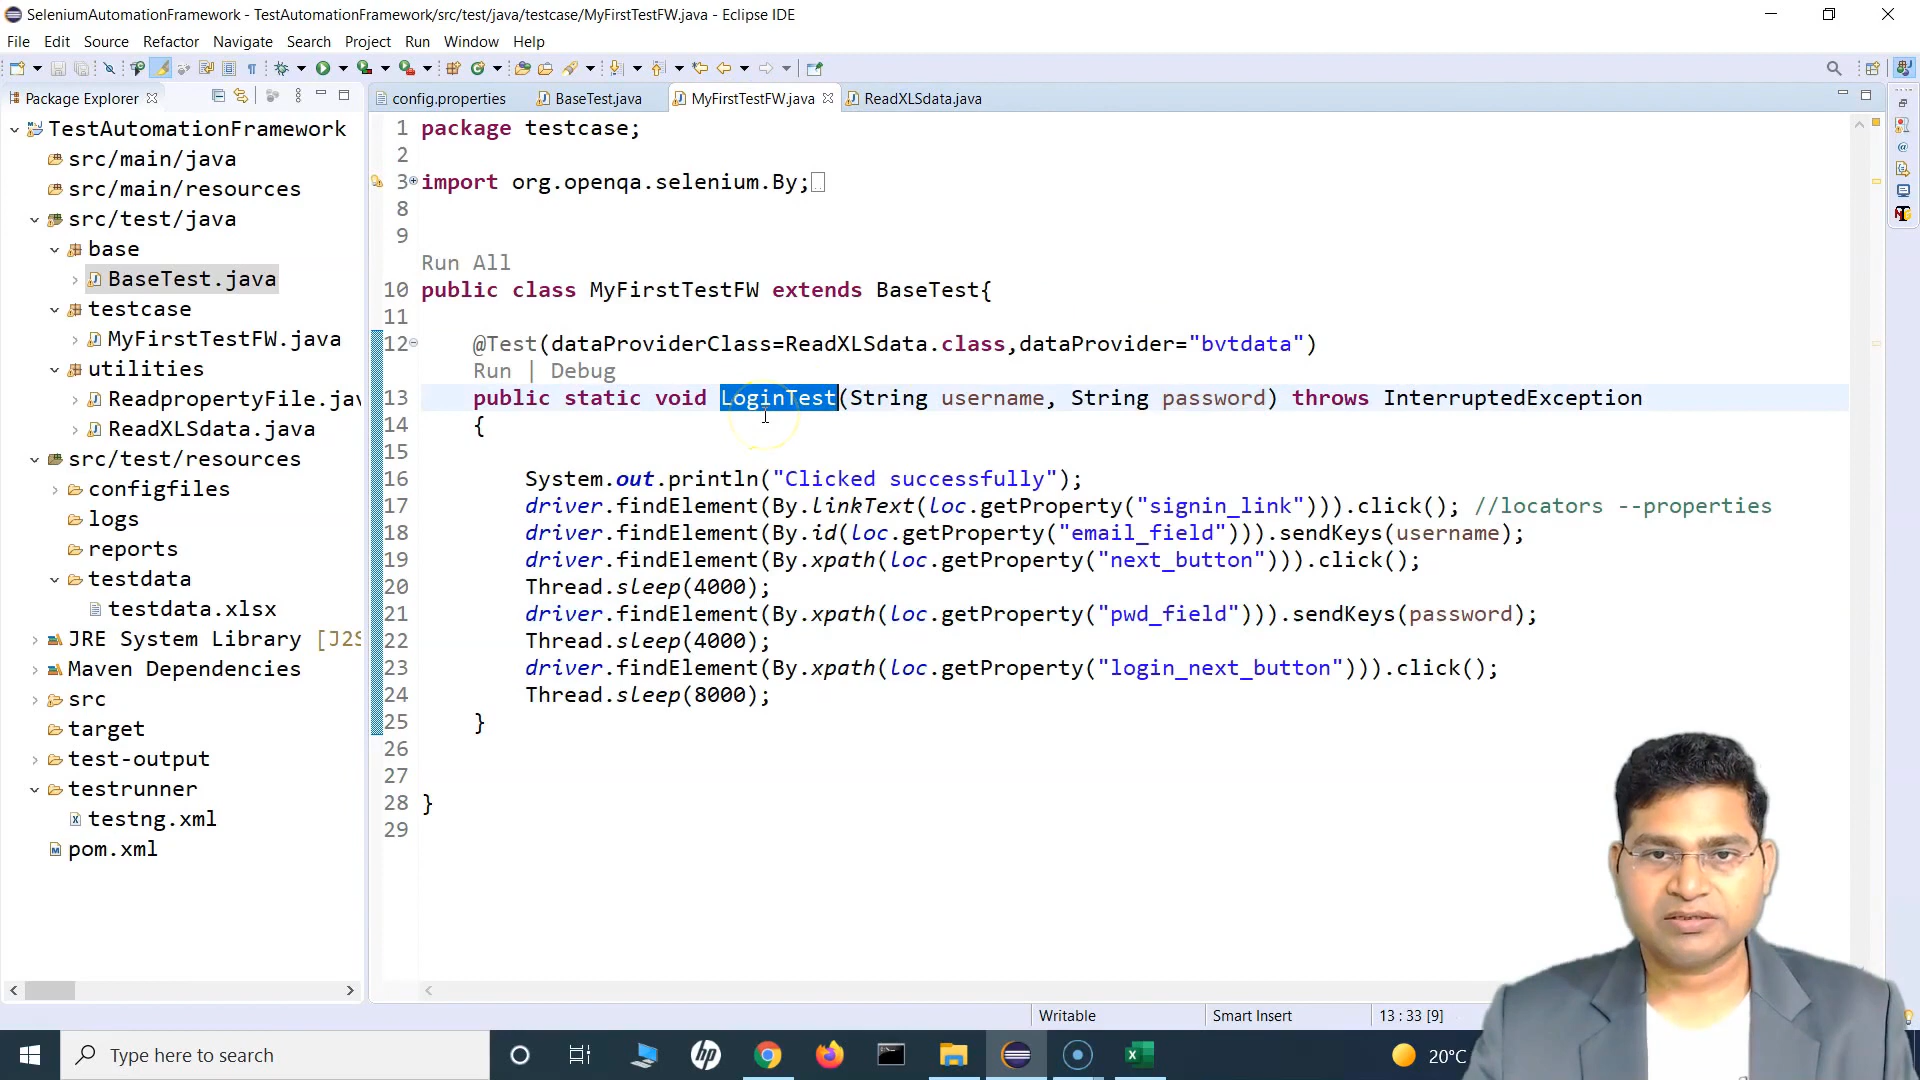 SeleniumAutomationFramework - TestAutomationFramework/src/test/java/testcase/MyFirstTestFW.java - Eclipse IDE
File Edit Source Refactor Navigate Search Project Run Window Help
Package Explorer
config.properties BaseTest.java MyFirstTestFW.java ReadXLSdata.java
TestAutomationFramework
src/main/java
src/main/resources
src/test/java
base
BaseTest.java
testcase
MyFirstTestFW.java
utilities
ReadpropertyFile.jav
ReadXLSdata.java
src/test/resources
configfiles
logs
reports
testdata
testdata.xlsx
JRE System Library [J2S
Maven Dependencies
src
target
test-output
testrunner
testng.xml
pom.xml
1 package testcase;
2
3 import org.openqa.selenium.By;
8
9
Run All
10 public class MyFirstTestFW extends BaseTest{
11
12 @Test(dataProviderClass=ReadXLSdata.class,dataProvider="bvtdata")
Run | Debug
13 public static void LoginTest(String username, String password) throws InterruptedException
14 {
15
16 System.out.println("Clicked successfully");
17 driver.findElement(By.linkText(loc.getProperty("signin_link"))).click(); //locators --properties
18 driver.findElement(By.id(loc.getProperty("email_field"))).sendKeys(username);
19 driver.findElement(By.xpath(loc.getProperty("next_button"))).click();
20 Thread.sleep(4000);
21 driver.findElement(By.xpath(loc.getProperty("pwd_field"))).sendKeys(password);
22 Thread.sleep(4000);
23 driver.findElement(By.xpath(loc.getProperty("login_next_button"))).click();
24 Thread.sleep(8000);
25 }
26
27
28 }
29
Writable Smart Insert 13 : 33 [9]
Type here to search
20°C